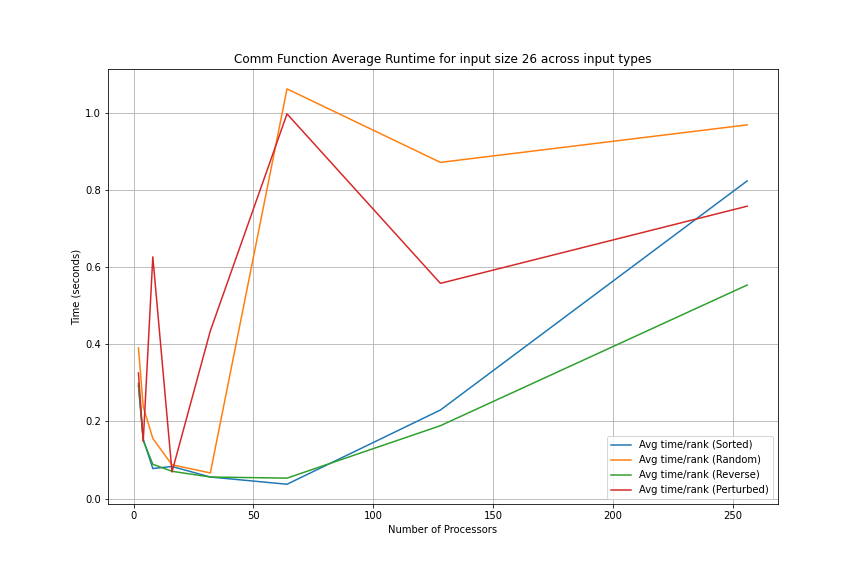 Comm Function Average Runtime for input size 26 across input types
Time (seconds)
1.0
0.8
0.6
0.4
0.2
0.0
0
50
100
150
200
250
Number of Processors
Avg time/rank (Sorted)
Avg time/rank (Random)
Avg time/rank (Reverse)
Avg time/rank (Perturbed)